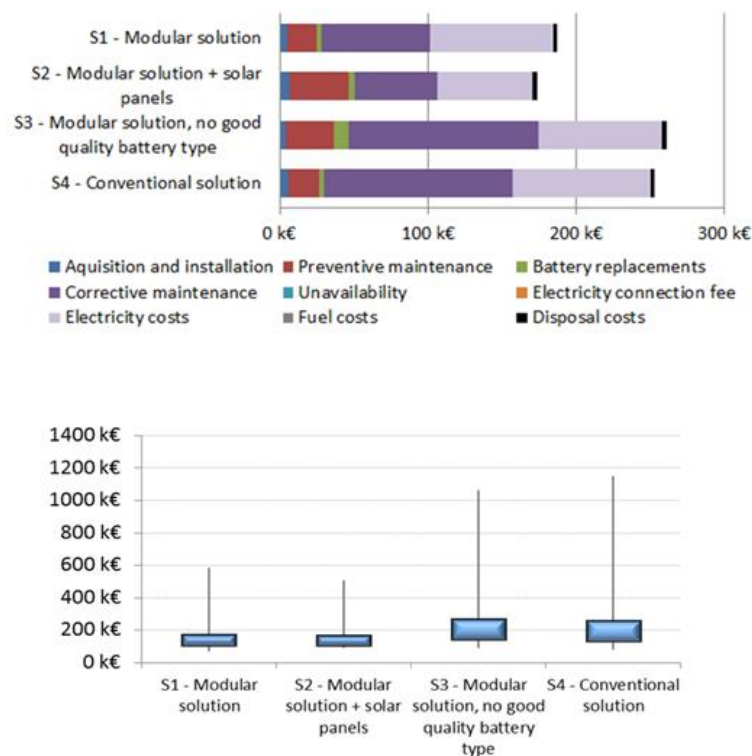 S1 - Modular solution
S2 - Modular solution + solar
panels
S3 - Modular solution, no good
quality battery type
S4 - Conventional solution
0 k€ 100 k€ 200 k€ 300 k€
Aquisition and installation Preventive maintenance Battery replacements
Corrective maintenance Unavailability Electricity connection fee
Electricity costs Fuel costs Disposal costs
1400 k€
1200 k€
1000 k€
800 k€
600 k€
400 k€
200 k€
0 k€
S1 - Modular
solution
S2 - Modular
solution + solar
panels
S3 - Modular
solution, no good
quality battery
type
S4 - Conventional
solution